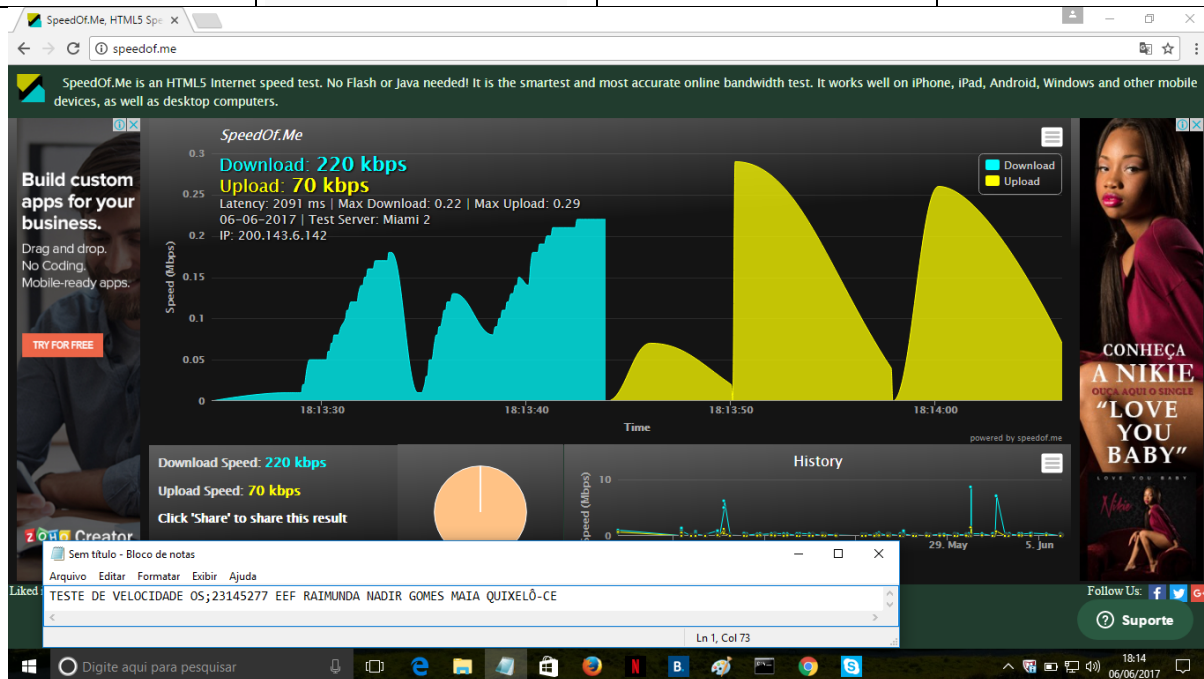 SpeedOf.Me, HTML5 Spe
speedof.me
SpeedOf.Me is an HTML5 Internet speed test. No Flash or Java needed! It is the smartest and most accurate online bandwidth test. It works well on iPhone, iPad, Android, Windows and other mobile
devices, as well as desktop computers.
Build custom
apps for your
business.
Drag and drop.
No Coding.
Mobile-ready apps.
TRY FOR FREE
ZOHO Creator
SpeedOf.Me
Download: 220 kbps
Upload: 70 kbps
Latency: 2091 ms | Max Download: 0.22 | Max Upload: 0.29
06-06-2017 | Test Server: Miami 2
IP: 200.143.6.142
Download
Upload
Speed (Mbps)
0.3
0.25
0.2
0.15
0.1
0.05
0
18:13:30
18:13:40
18:13:50
18:14:00
Time
powered by speedof.me
CONHEÇA
A NIKIE
OUÇA AQUI O SINGLE
"LOVE
YOU
BABY"
LOVE YOU BABY
Nikie
Download Speed: 220 kbps
Upload Speed: 70 kbps
Click 'Share' to share this result
History
Speed (Mbps)
10
0
29. May
5. Jun
Liked
Follow Us:
Suporte
Sem título - Bloco de notas
Arquivo Editar Formatar Exibir Ajuda
TESTE DE VELOCIDADE OS;23145277 EEF RAIMUNDA NADIR GOMES MAIA QUIXELÔ-CE
Ln 1, Col 73
Digite aqui para pesquisar
B.
18:14
06/06/2017